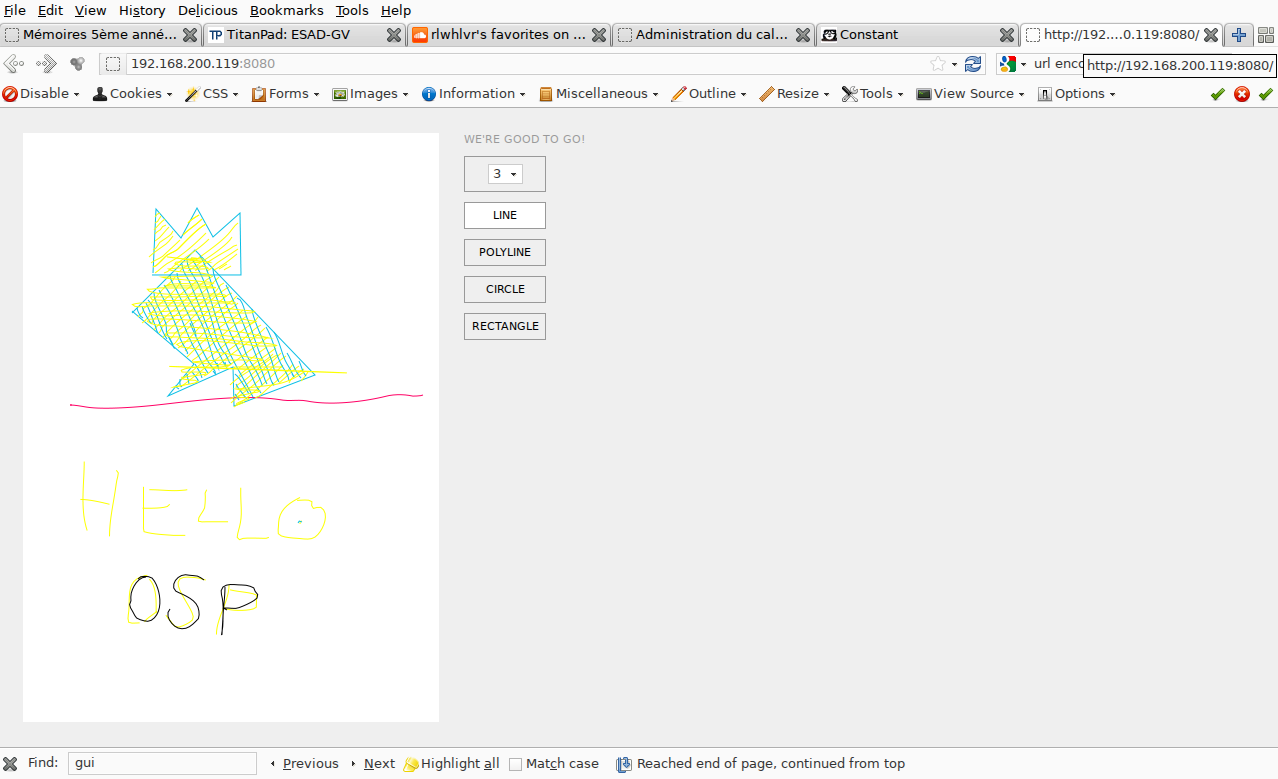 File Edit View History Delicious Bookmarks Tools Help
Mémoires 5ème anné... TitanPad: ESAD-GV rlwhlvr's favorites on ... Administration du cal... Constant http://192....0.119:8080/
192.168.200.119:8080 url enc http://192.168.200.119:8080/
Disable Cookies CSS Forms Images Information Miscellaneous Outline Resize Tools View Source Options
WE'RE GOOD TO GO!
3
LINE
POLYLINE
CIRCLE
RECTANGLE
HELLO
OSP
Find: gui Previous Next Highlight all Match case Reached end of page, continued from top